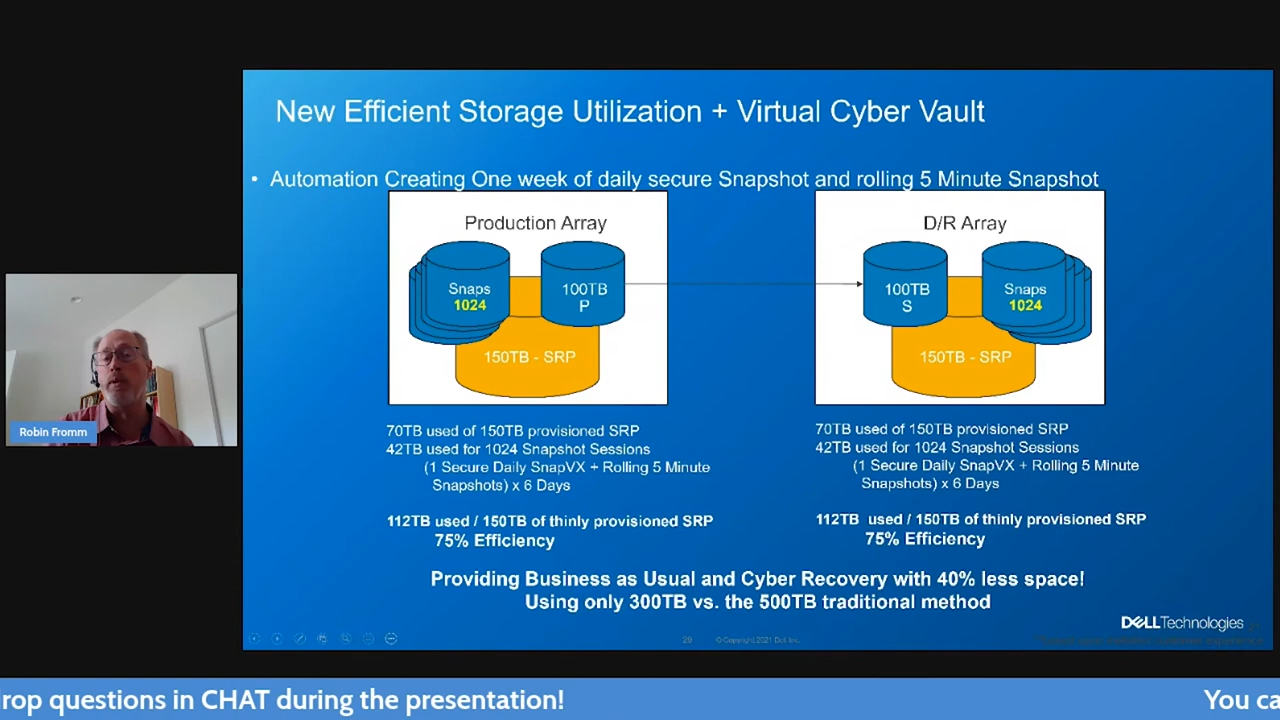 New Efficient Storage Utilization + Virtual Cyber Vault
• Automation Creating One week of daily secure Snapshot and rolling 5 Minute Snapshot
Production Array
Snaps
1024
100TB
P
150TB - SRP
D/R Array
100TB
S
Snaps
1024
150TB - SRP
70TB used of 150TB provisioned SRP
42TB used for 1024 Snapshot Sessions
(1 Secure Daily SnapVX + Rolling 5 Minute
Snapshots) x 6 Days
112TB used / 150TB of thinly provisioned SRP
75% Efficiency
70TB used of 150TB provisioned SRP
42TB used for 1024 Snapshot Sessions
(1 Secure Daily SnapVX + Rolling 5 Minute
Snapshots) x 6 Days
112TB used / 150TB of thinly provisioned SRP
75% Efficiency
Providing Business as Usual and Cyber Recovery with 40% less space!
Using only 300TB vs. the 500TB traditional method
Robin Fromm
DELLTechnologies
29
© Copyright 2021 Dell Inc.
drop questions in CHAT during the presentation!
You ca